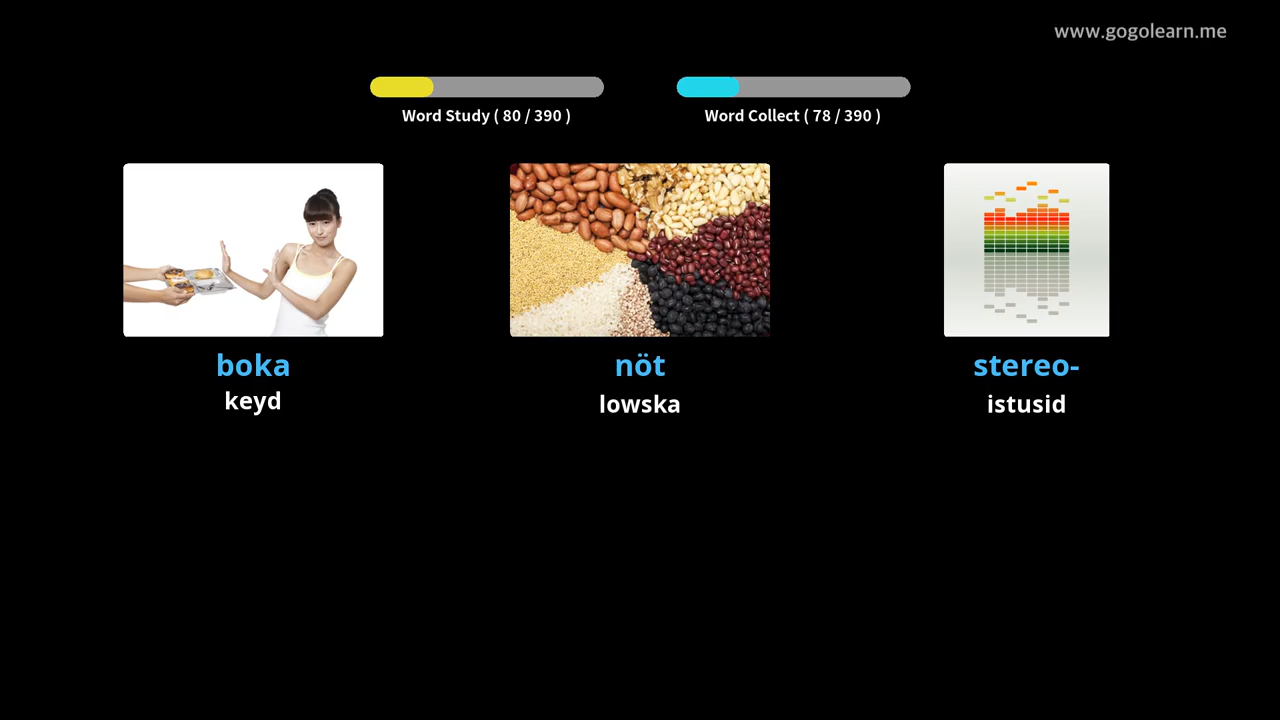 www.gogolearn.me
Word Study ( 80 / 390 )
Word Collect ( 78 / 390 )
boka
keyd
nöt
lowska
stereo-
istusid